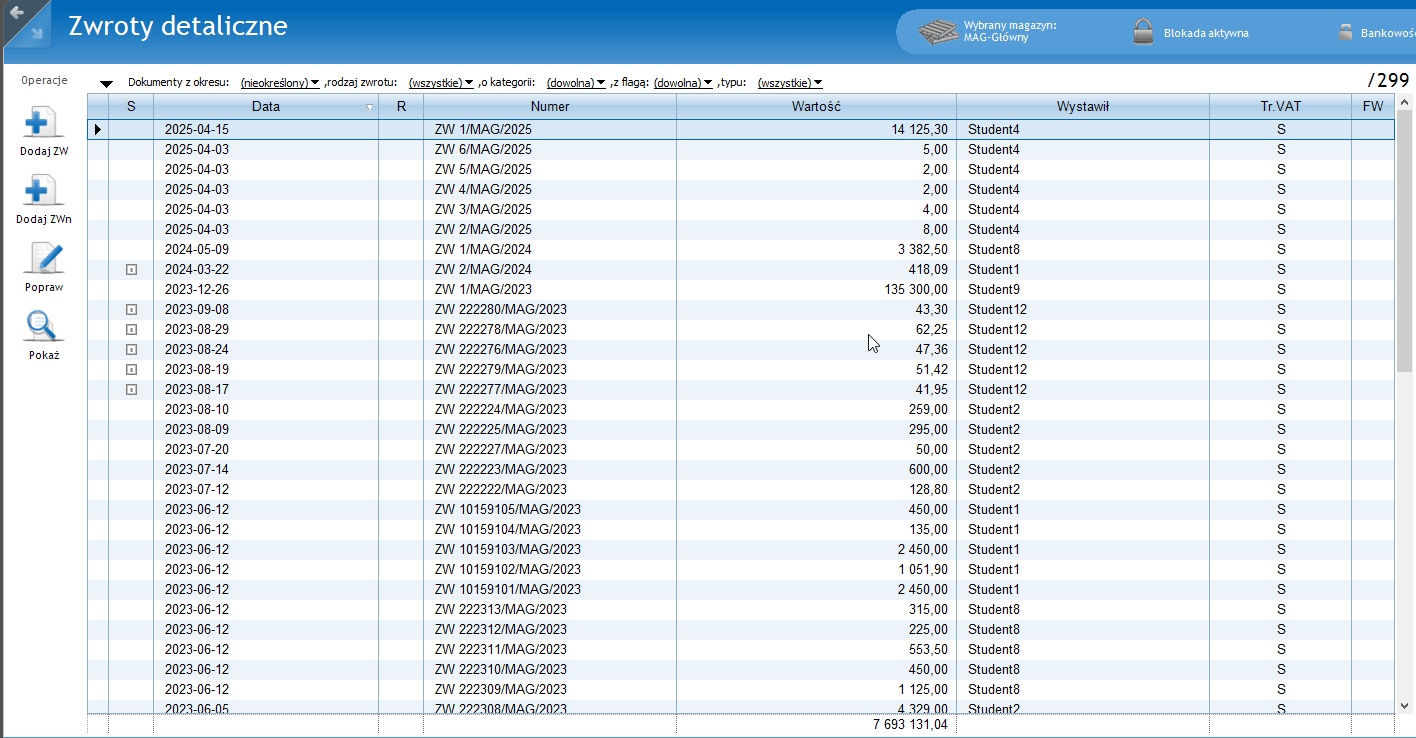 Zwroty detaliczne
Wybrany magazyn:
MAG-Główny
Blokada aktywna
Bankowość
Operacje
Dokumenty z okresu: (nieokreślony) ,rodzaj zwrotu: (wszystkie) ,o kategorii: (dowolna) ,z flagą: (dowolna) ,typu: (wszystkie) /299
Dodaj ZW
Dodaj ZWn
Popraw
Pokaż
S Data R Numer Wartość Wystawił Tr.VAT FW
2025-04-15 ZW 1/MAG/2025 14 125,30 Student4 S
2025-04-03 ZW 6/MAG/2025 5,00 Student4 S
2025-04-03 ZW 5/MAG/2025 2,00 Student4 S
2025-04-03 ZW 4/MAG/2025 2,00 Student4 S
2025-04-03 ZW 3/MAG/2025 4,00 Student4 S
2025-04-03 ZW 2/MAG/2025 8,00 Student4 S
2024-05-09 ZW 1/MAG/2024 3 382,50 Student8 S
2024-03-22 ZW 2/MAG/2024 418,09 Student1 S
2023-12-26 ZW 1/MAG/2023 135 300,00 Student9 S
2023-09-08 ZW 222280/MAG/2023 43,30 Student12 S
2023-08-29 ZW 222278/MAG/2023 62,25 Student12 S
2023-08-24 ZW 222276/MAG/2023 47,36 Student12 S
2023-08-19 ZW 222279/MAG/2023 51,42 Student12 S
2023-08-17 ZW 222277/MAG/2023 41,95 Student12 S
2023-08-10 ZW 222224/MAG/2023 259,00 Student2 S
2023-08-09 ZW 222225/MAG/2023 295,00 Student2 S
2023-07-20 ZW 222227/MAG/2023 50,00 Student2 S
2023-07-14 ZW 222223/MAG/2023 600,00 Student2 S
2023-07-12 ZW 222222/MAG/2023 128,80 Student2 S
2023-06-12 ZW 10159105/MAG/2023 450,00 Student1 S
2023-06-12 ZW 10159104/MAG/2023 135,00 Student1 S
2023-06-12 ZW 10159103/MAG/2023 2 450,00 Student1 S
2023-06-12 ZW 10159102/MAG/2023 1 051,90 Student1 S
2023-06-12 ZW 10159101/MAG/2023 2 450,00 Student1 S
2023-06-12 ZW 222313/MAG/2023 315,00 Student8 S
2023-06-12 ZW 222312/MAG/2023 225,00 Student8 S
2023-06-12 ZW 222311/MAG/2023 553,50 Student8 S
2023-06-12 ZW 222310/MAG/2023 450,00 Student8 S
2023-06-12 ZW 222309/MAG/2023 1 125,00 Student8 S
2023-06-05 ZW 222308/MAG/2023 4 329,00 Student2 S
7 693 131,04